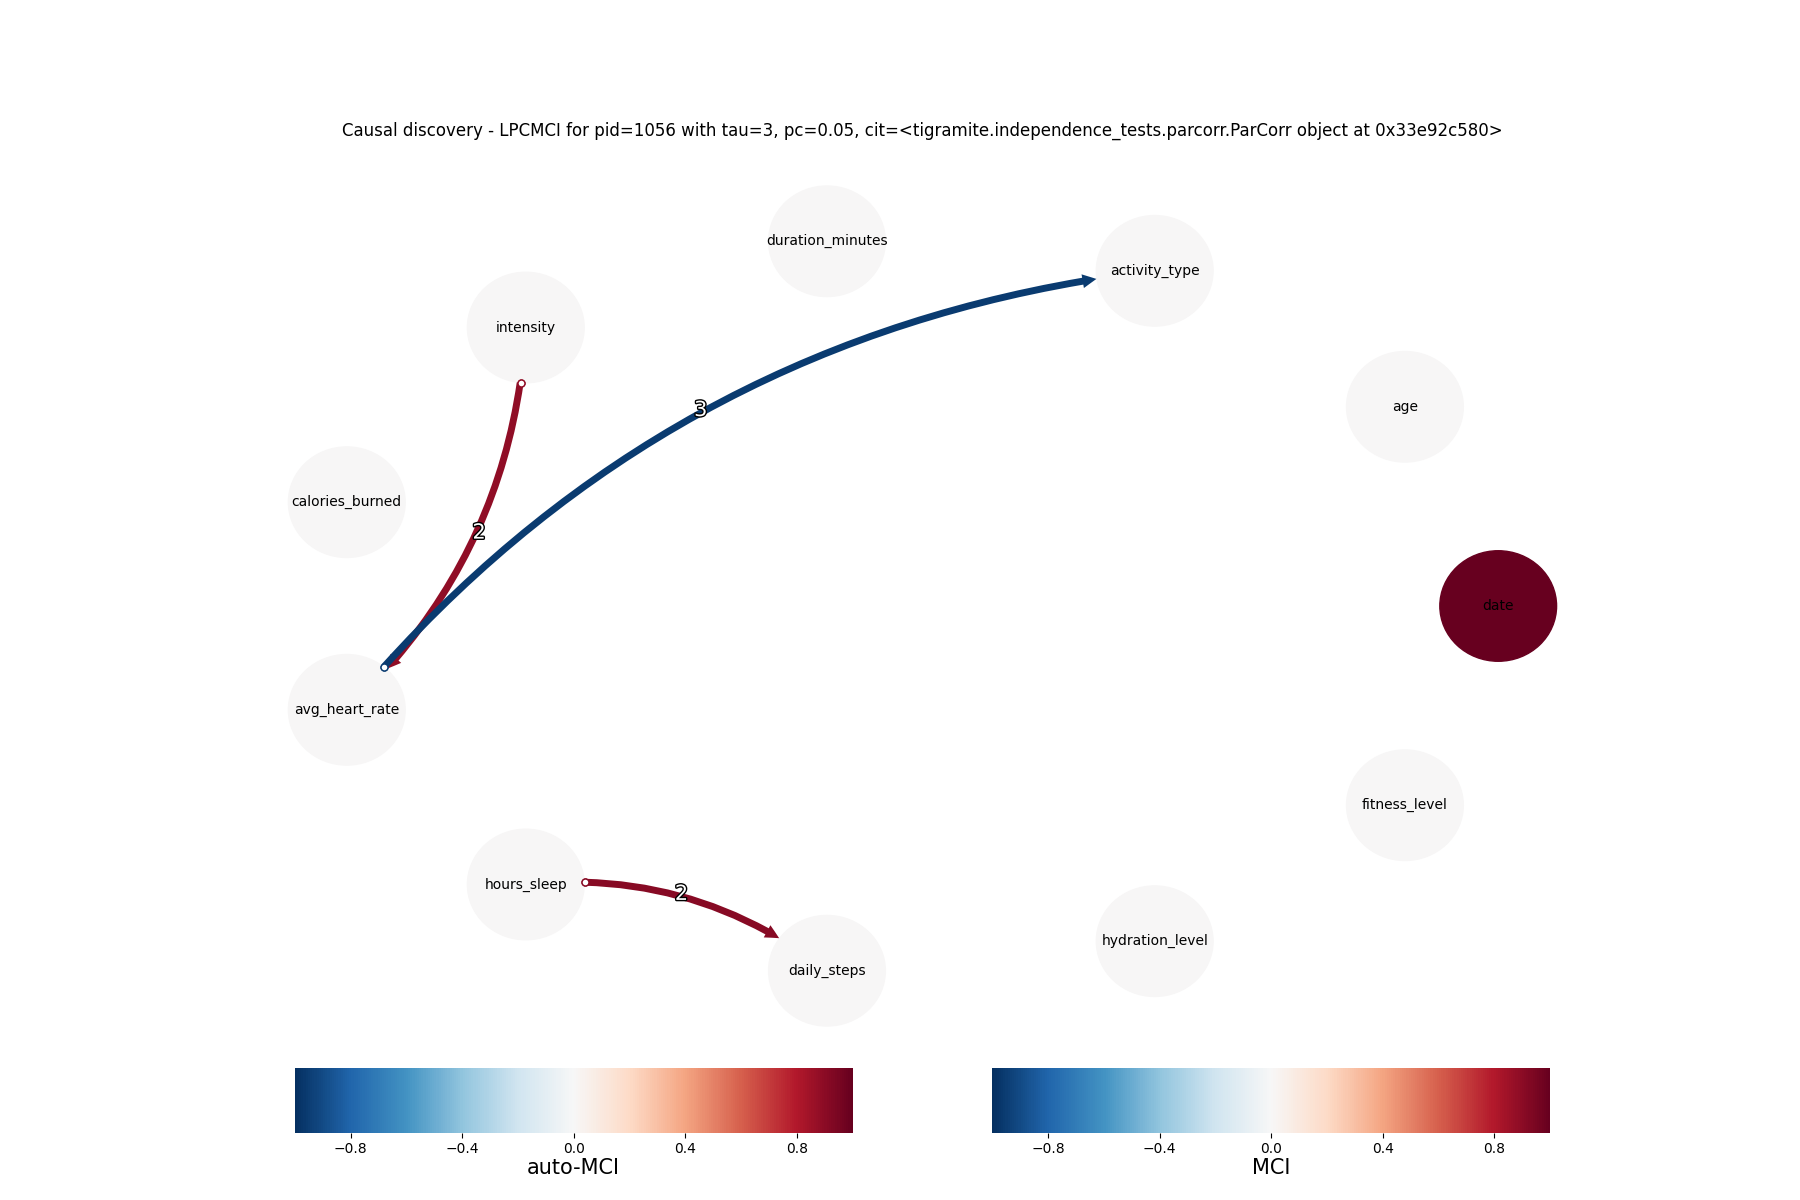 Causal discovery - LPCMCI for pid=1056 with tau=3, pc=0.05, cit=<tigramite.independence_tests.parcorr.ParCorr object at 0x33e92c580>
duration_minutes
activity_type
intensity
age
3
calories_burned
2
date
avg_heart_rate
fitness_level
hours_sleep
2
hydration_level
daily_steps
−0.8 −0.4 0.0 0.4 0.8
auto-MCI
−0.8 −0.4 0.0 0.4 0.8
MCI